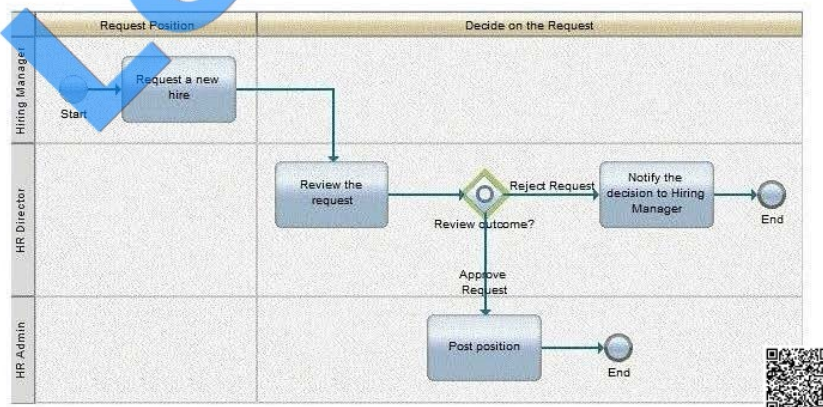 Request Position
Decide on the Request
Hiring Manager
Request a new
hire
Start
HR Director
Review the
request
Reject Request
Review outcome?
Notify the
decision to Hiring
Manager
End
Approve
Request
HR Admin
Post position
End